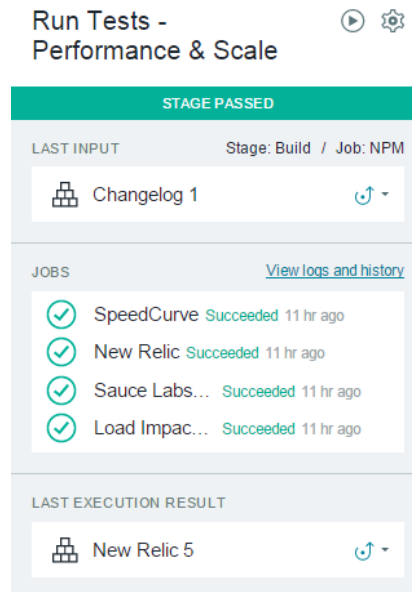 Run Tests -
Performance & Scale
STAGE PASSED
LAST INPUT Stage: Build / Job: NPM
Changelog 1
JOBS View logs and history
SpeedCurve Succeeded 11 hr ago
New Relic Succeeded 11 hr ago
Sauce Labs... Succeeded 11 hr ago
Load Impac... Succeeded 11 hr ago
LAST EXECUTION RESULT
New Relic 5